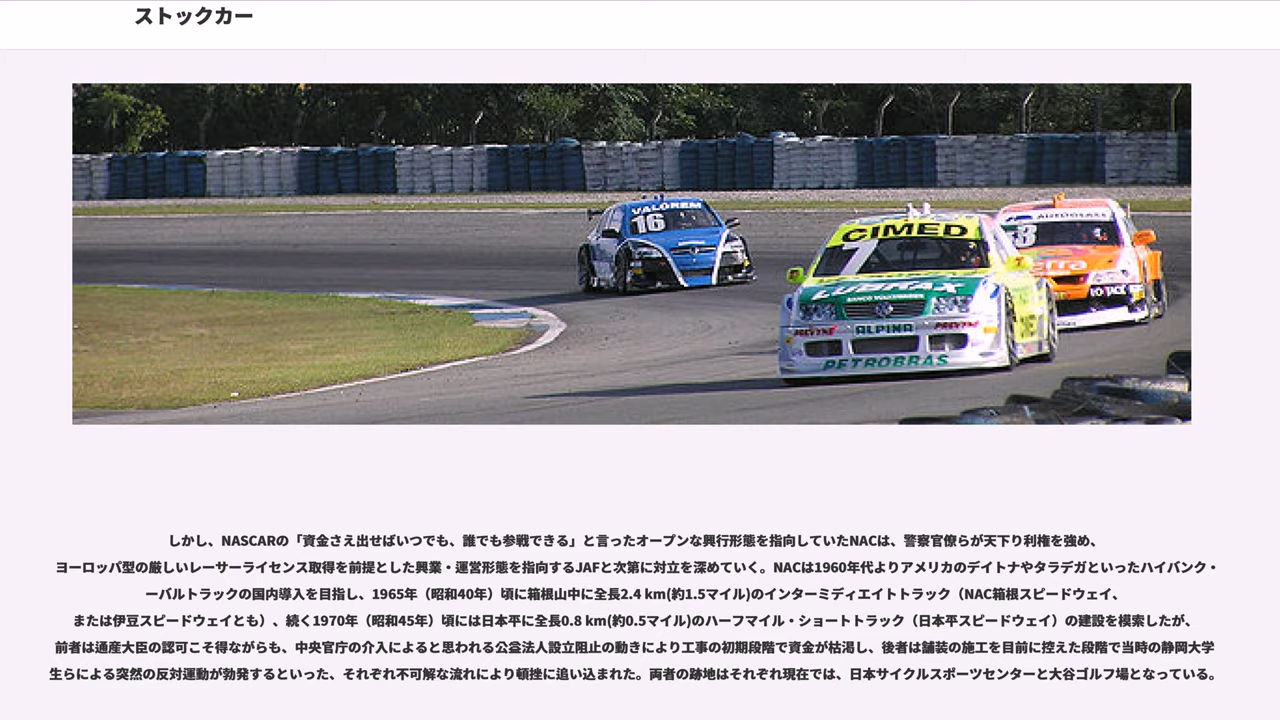 ストックカー
VALOREM
16
CIMED
7
LUBRAX
ALPINA
PETROBRAS
しかし、NASCARの「資金さえ出せばいつでも、誰でも参戦できる」と言ったオープンな興行形態を指向していたNACは、警察官僚らが天下り利権を強め、
ヨーロッパ型の厳しいレーサーライセンス取得を前提とした興業・運営形態を指向するJAFと次第に対立を深めていく。NACは1960年代よりアメリカのデイトナやタラデガといったハイバンク・
ーバルトラックの国内導入を目指し、1965年（昭和40年）頃に箱根山中に全長2.4 km(約1.5マイル)のインターミディエイトトラック（NAC箱根スピードウェイ、
または伊豆スピードウェイとも）、続く1970年（昭和45年）頃には日本平に全長0.8 km(約0.5マイル)のハーフマイル・ショートトラック（日本平スピードウェイ）の建設を模索したが、
前者は通産大臣の認可こそ得ながらも、中央官庁の介入によると思われる公益法人設立阻止の動きにより工事の初期段階で資金が枯渇し、後者は舗装の施工を目前に控えた段階で当時の静岡大学
生らによる突然の反対運動が勃発するといった、それぞれ不可解な流れにより頓挫に追い込まれた。両者の跡地はそれぞれ現在では、日本サイクルスポーツセンターと大谷ゴルフ場となっている。